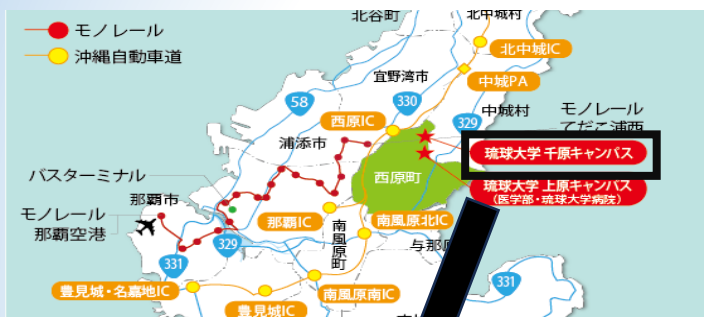 モノレール
沖縄自動車道
北谷町
北中城村
北中城IC
宜野湾市
中城PA
58
330
中城村
西原IC
329
モノレール
てだこ浦西
浦添市
琉球大学 千原キャンパス
バスターミナル
西原町
琉球大学 上原キャンパス
(医学部・琉球大学病院)
那覇市
モノレール
那覇空港
那覇IC
南風原北IC
南風原町
329
331
豊見城・名嘉地IC
南風原南IC
331
豊見城IC